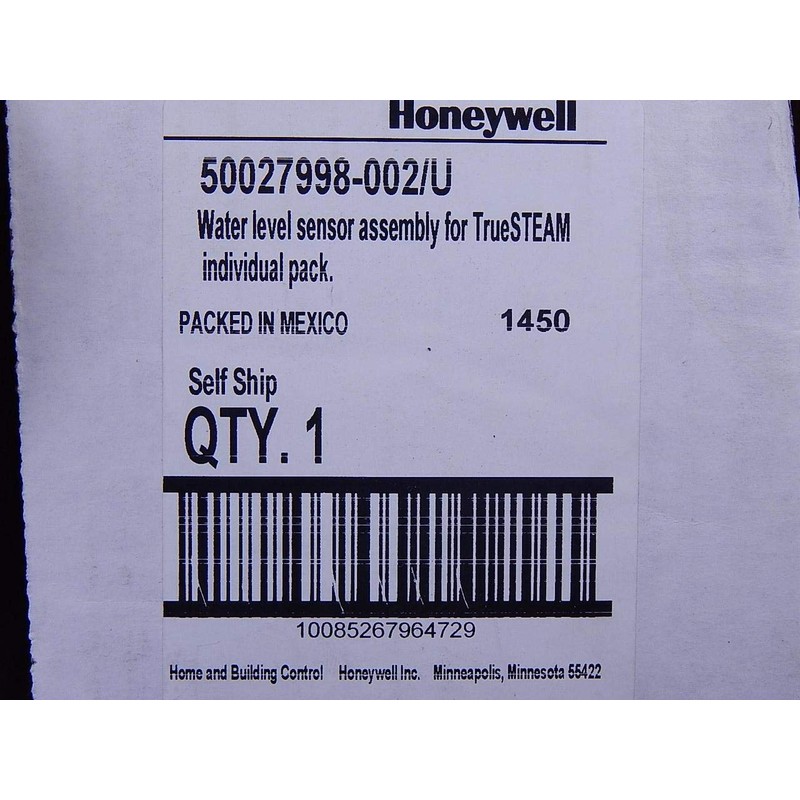 Honeywell
50027998-002/U
Water level sensor assembly for TrueSTEAM
individual pack.
PACKED IN MEXICO 1450
Self Ship
QTY. 1
10085267964729
Home and Building Control Honeywell Inc. Minneapolis, Minnesota 55422